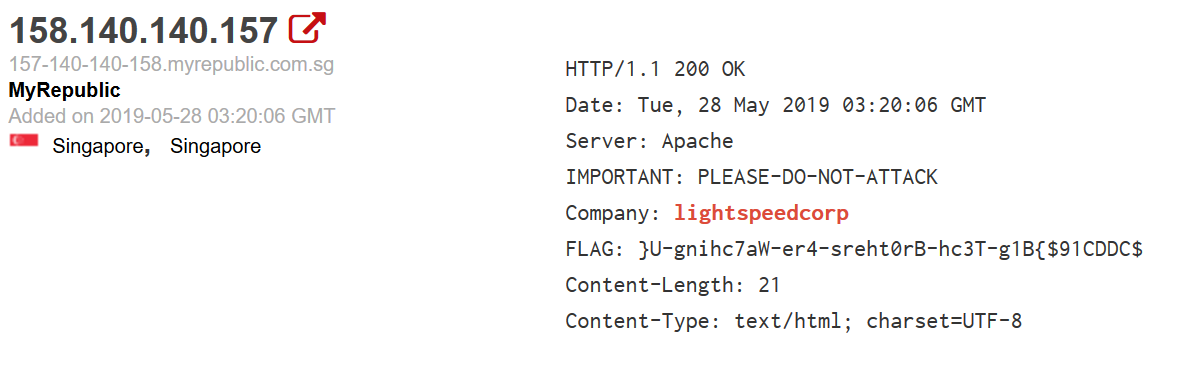 158.140.140.157
157-140-140-158.myrepublic.com.sg
MyRepublic
Added on 2019-05-28 03:20:06 GMT
Singapore, Singapore
HTTP/1.1 200 OK
Date: Tue, 28 May 2019 03:20:06 GMT
Server: Apache
IMPORTANT: PLEASE-DO-NOT-ATTACK
Company: lightspeedcorp
FLAG: }U-gnihc7aW-er4-sreht0rB-hc3T-g1B{$91CDDC$
Content-Length: 21
Content-Type: text/html; charset=UTF-8